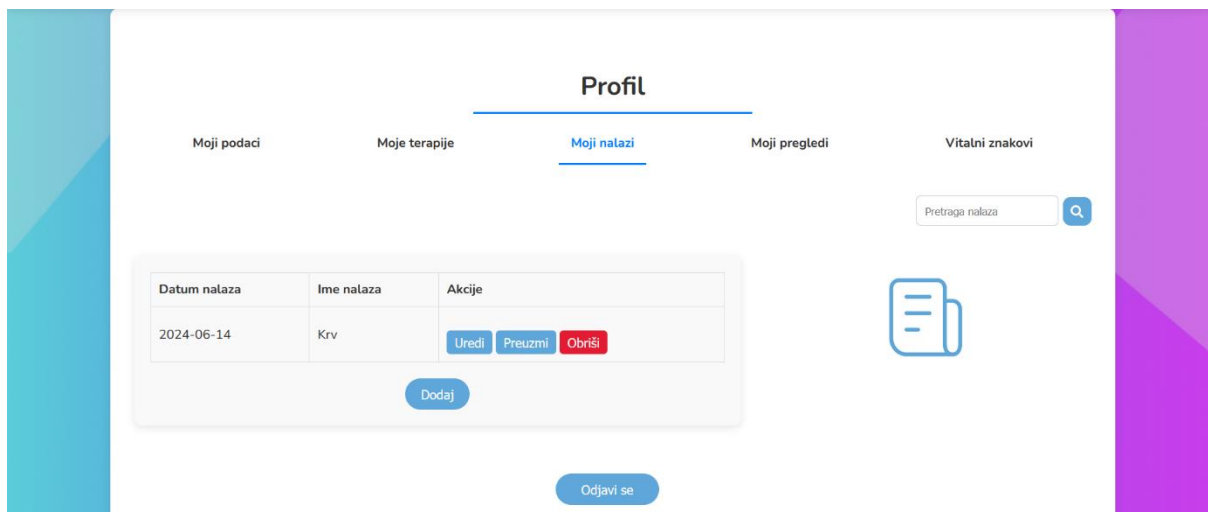 Profil
Moji podaci Moje terapije Moji nalazi Moji pregledi Vitalni znakovi
Pretraga nalaza
Datum nalaza Ime nalaza Akcije
2024-06-14 Krv Uredi Preuzmi Obriši
Dodaj
Odjavi se